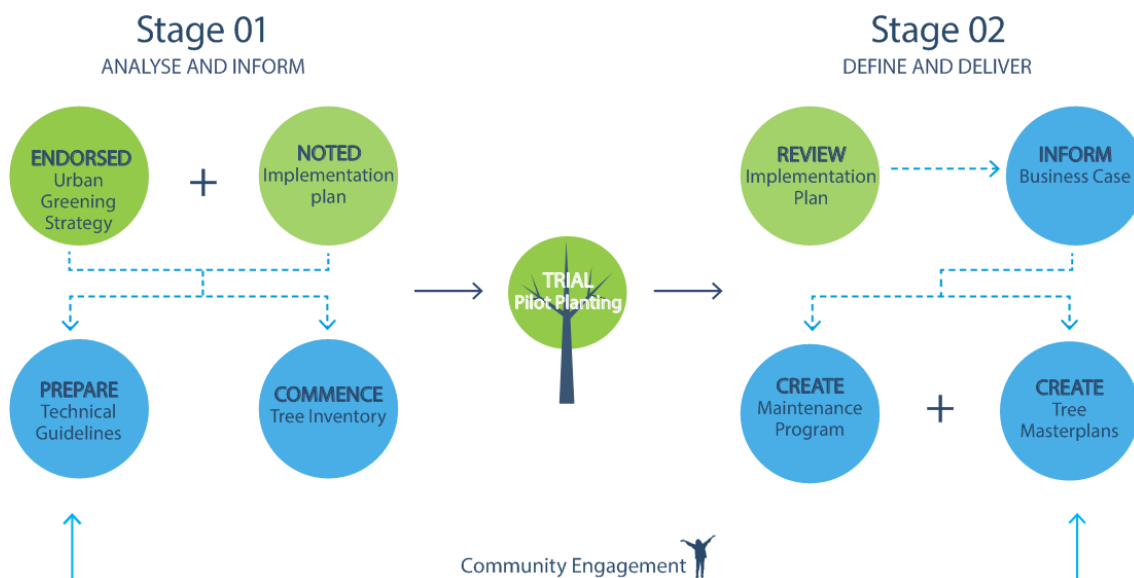 Stage 01
ANALYSE AND INFORM
ENDORSED
Urban
Greening
Strategy
+
NOTED
Implementation
plan
PREPARE
Technical
Guidelines
COMMENCE
Tree Inventory
TRIAL
Pilot Planting
Stage 02
DEFINE AND DELIVER
REVIEW
Implementation
Plan
INFORM
Business Case
CREATE
Maintenance
Program
+
CREATE
Tree
Masterplans
Community Engagement